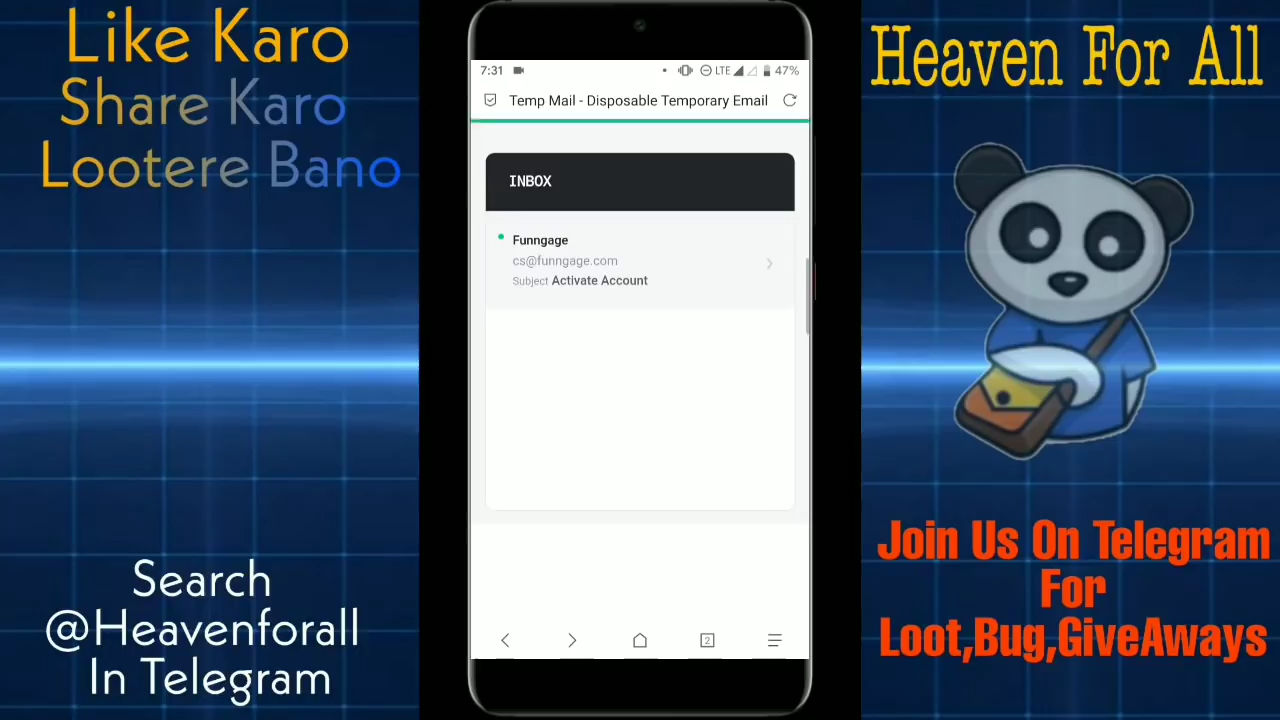 Like Karo
Share Karo
Lootere Bano
Search
@Heavenforall
In Telegram
7:31
LTE
47%
Temp Mail - Disposable Temporary Email
INBOX
Funngage
cs@funngage.com
Subject Activate Account
2
Heaven For All
Join Us On Telegram
For
Loot,Bug,GiveAways